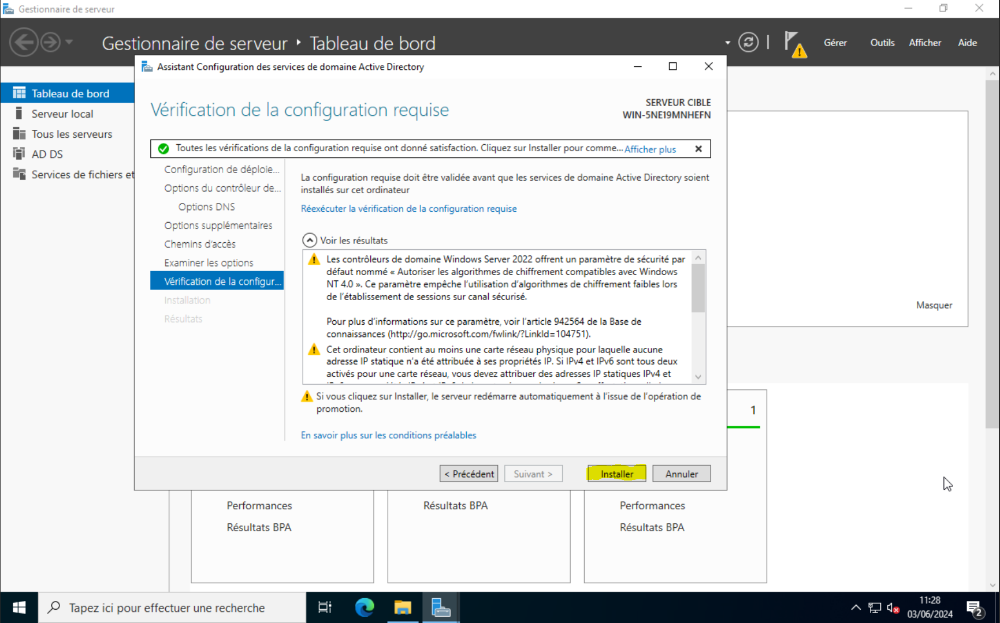 Gestionnaire de serveur
Gestionnaire de serveur ‣ Tableau de bord
Gérer
Outils
Afficher
Aide
Tableau de bord
Serveur local
Tous les serveurs
AD DS
Services de fichiers et
Assistant Configuration des services de domaine Active Directory
Vérification de la configuration requise
SERVEUR CIBLE
WIN-5NE19MNHEFN
Toutes les vérifications de la configuration requise ont donné satisfaction. Cliquez sur Installer pour comme... Afficher plus
Configuration de déploie...
Options du contrôleur de...
Options DNS
Options supplémentaires
Chemins d'accès
Examiner les options
Vérification de la configur...
Installation
Résultats
La configuration requise doit être validée avant que les services de domaine Active Directory soient
installés sur cet ordinateur
Réexécuter la vérification de la configuration requise
Voir les résultats
Les contrôleurs de domaine Windows Server 2022 offrent un paramètre de sécurité par
défaut nommé « Autoriser les algorithmes de chiffrement compatibles avec Windows
NT 4.0 ». Ce paramètre empêche l'utilisation d'algorithmes de chiffrement faibles lors
de l'établissement de sessions sur canal sécurisé.
Pour plus d'informations sur ce paramètre, voir l'article 942564 de la Base de
connaissances (http://go.microsoft.com/fwlink/?LinkId=104751).
Cet ordinateur contient au moins une carte réseau physique pour laquelle aucune
adresse IP statique n'a été attribuée à ses propriétés IP. Si IPv4 et IPv6 sont tous deux
activés pour une carte réseau, vous devez attribuer des adresses IP statiques IPv4 et
Si vous cliquez sur Installer, le serveur redémarre automatiquement à l'issue de l'opération de
promotion.
En savoir plus sur les conditions préalables
< Précédent
Suivant >
Installer
Annuler
Masquer
1
Performances
Résultats BPA
Résultats BPA
Performances
Résultats BPA
Tapez ici pour effectuer une recherche
11:28
03/06/2024
2